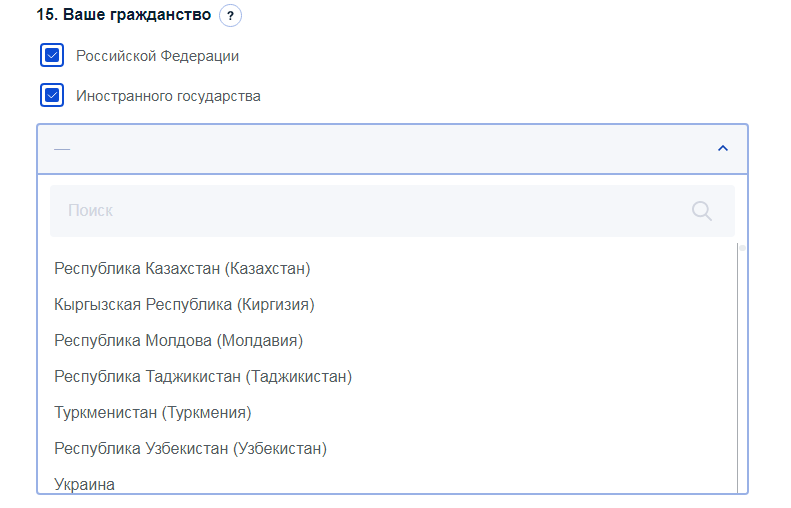 15. Ваше гражданство ?
Российской Федерации
Иностранного государства
—
Поиск
Республика Казахстан (Казахстан)
Кыргызская Республика (Киргизия)
Республика Молдова (Молдавия)
Республика Таджикистан (Таджикистан)
Туркменистан (Туркмения)
Республика Узбекистан (Узбекистан)
Украина